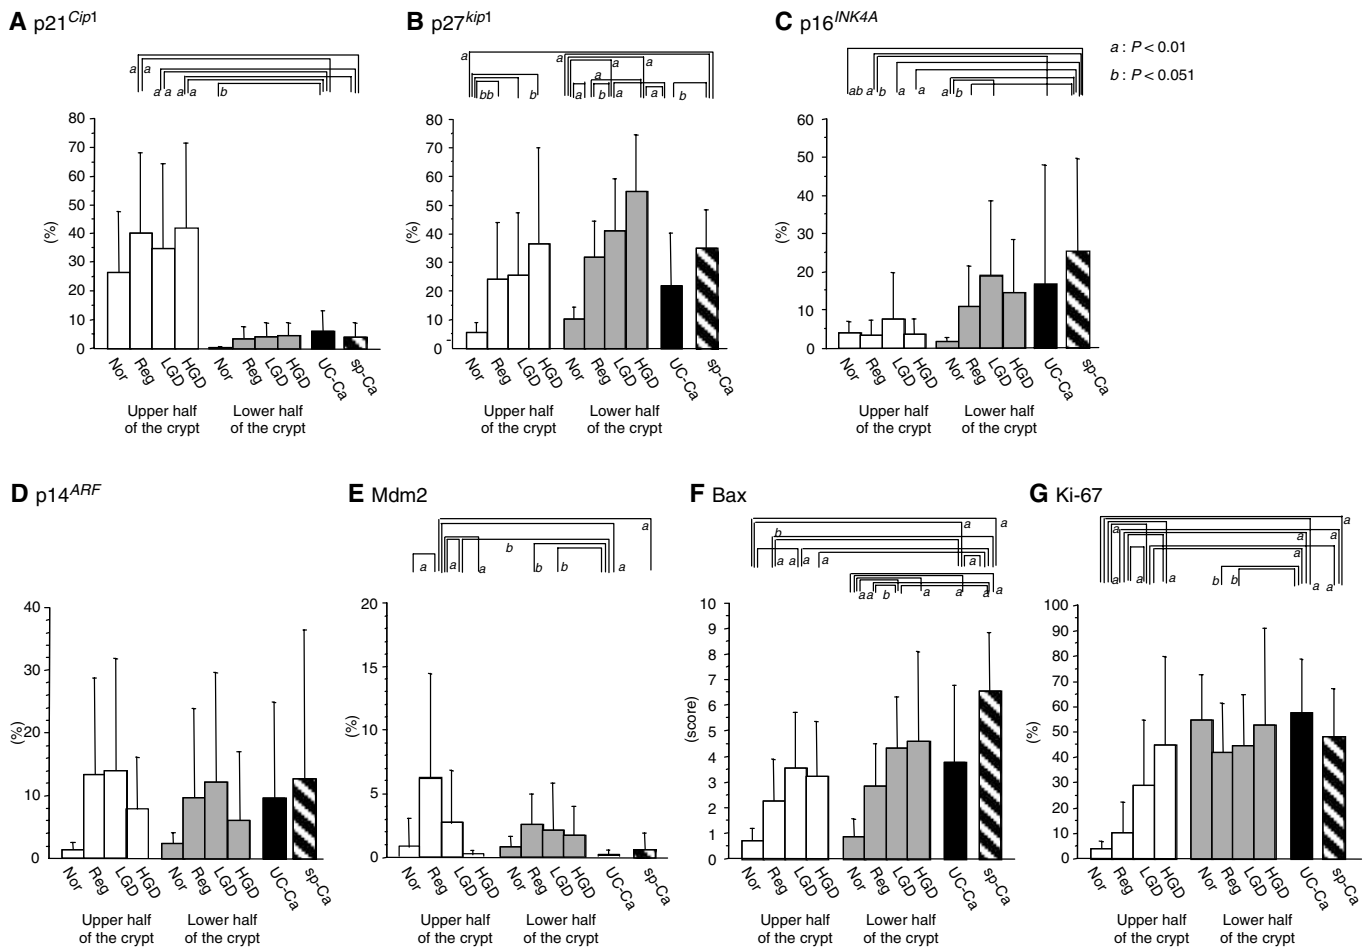 A p21Cip1
B p27kip1
C p16INK4A
a : P < 0.01
b : P < 0.051
a a a a a a b
a bb b a a b a a a a b
ab a b a a a b
80 70 60 50 40 30 20 10 0
(%)
Nor Reg LGD HGD Nor Reg LGD HGD UC-Ca sp-Ca
Upper half of the crypt
Lower half of the crypt
80 70 60 50 40 30 20 10 0
(%)
Nor Reg LGD HGD Nor Reg LGD HGD UC-Ca sp-Ca
Upper half of the crypt
Lower half of the crypt
60 50 40 30 20 10 0
(%)
Nor Reg LGD HGD Nor Reg LGD HGD UC-Ca sp-Ca
Upper half of the crypt
Lower half of the crypt
D p14ARF
E Mdm2
F Bax
G Ki-67
a a a b b b a a
b a a a a a a a
a a b a a a a
a a a a a a b b a a
40 30 20 10 0
(%)
Nor Reg LGD HGD Nor Reg LGD HGD UC-Ca sp-Ca
Upper half of the crypt
Lower half of the crypt
20 15 10 5 0
(%)
Nor Reg LGD HGD Nor Reg LGD HGD UC-Ca sp-Ca
Upper half of the crypt
Lower half of the crypt
10 9 8 7 6 5 4 3 2 1 0
(score)
Nor Reg LGD HGD Nor Reg LGD HGD UC-Ca sp-Ca
Upper half of the crypt
Lower half of the crypt
100 90 80 70 60 50 40 30 20 10 0
(%)
Nor Reg LGD HGD Nor Reg LGD HGD UC-Ca sp-Ca
Upper half of the crypt
Lower half of the crypt